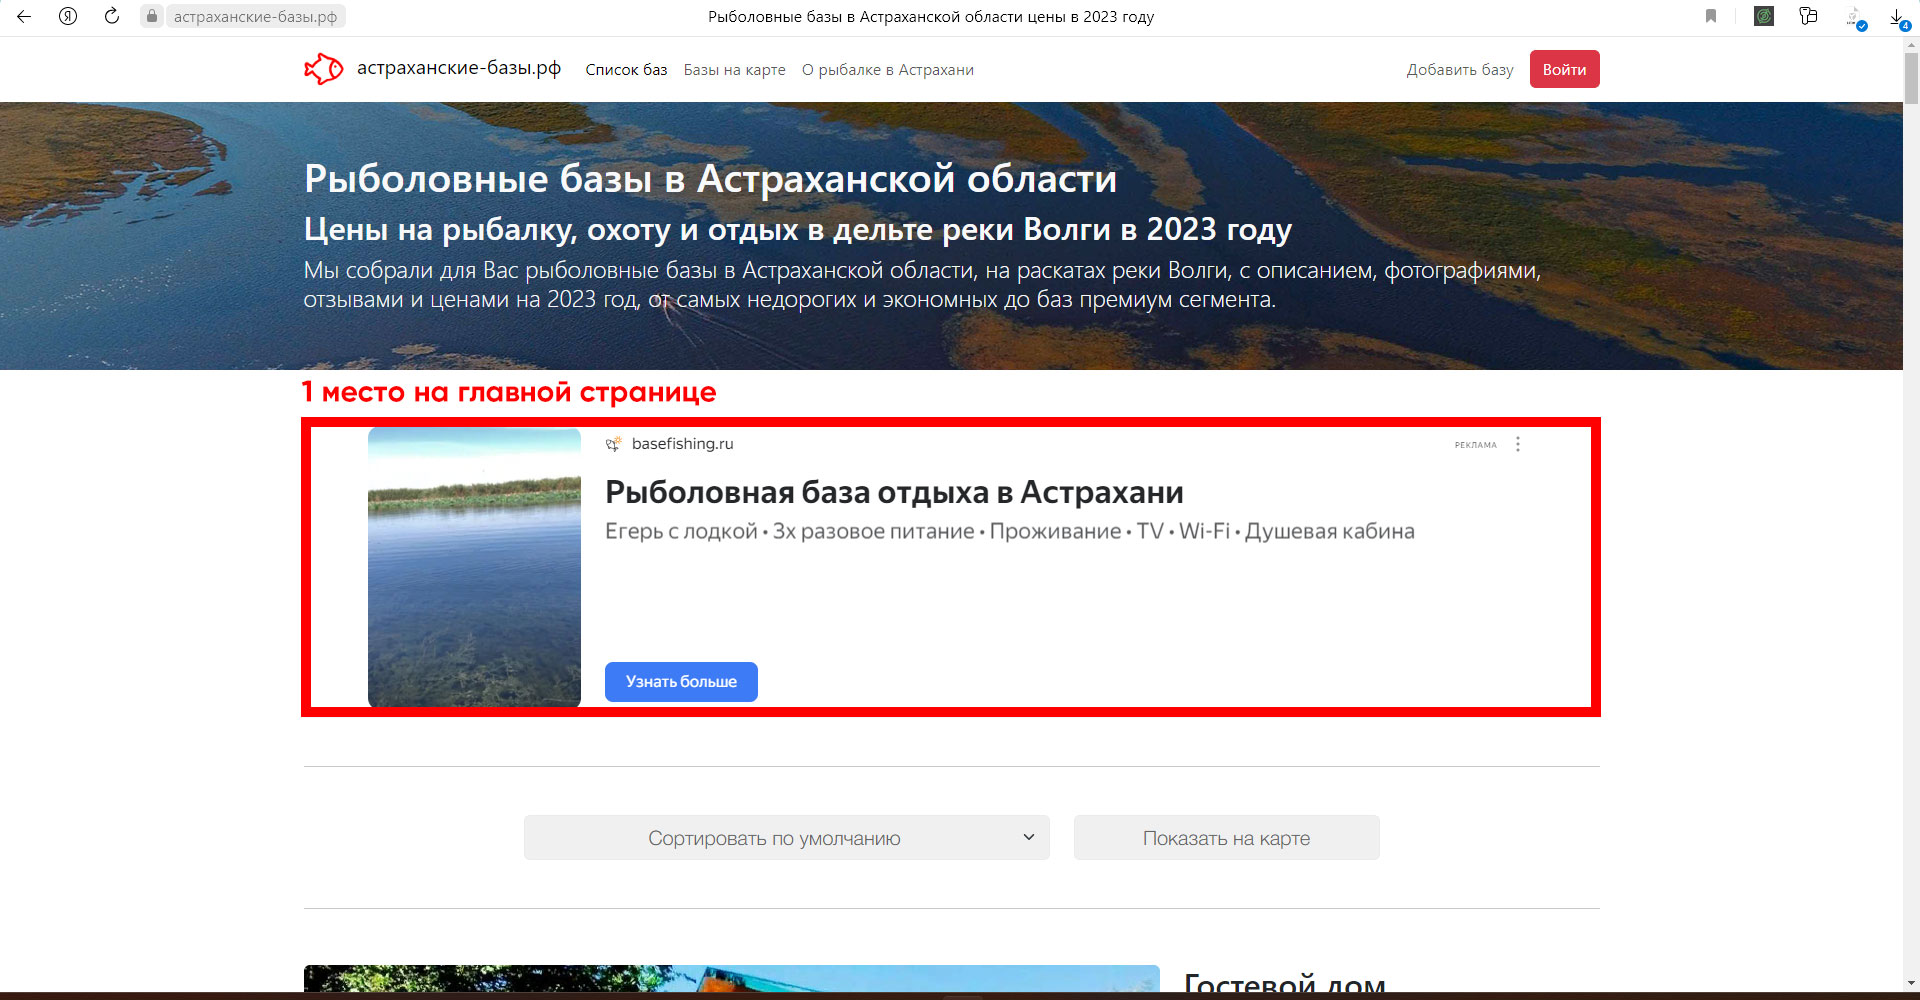 астраханские-базы.рф
Рыболовные базы в Астраханской области цены в 2023 году
4
астраханские-базы.рф
Список баз
Базы на карте
О рыбалке в Астрахани
Добавить базу
Войти
Рыболовные базы в Астраханской области
Цены на рыбалку, охоту и отдых в дельте реки Волги в 2023 году
Мы собрали для Вас рыболовные базы в Астраханской области, на раскатах реки Волги, с описанием, фотографиями,
отзывами и ценами на 2023 год, от самых недорогих и экономных до баз премиум сегмента.
1 место на главной странице
basefishing.ru
РЕКЛАМА
Рыболовная база отдыха в Астрахани
Егерь с лодкой • 3х разовое питание • Проживание • TV • Wi-Fi • Душевая кабина
Узнать больше
Сортировать по умолчанию
Показать на карте
Гостевой дом